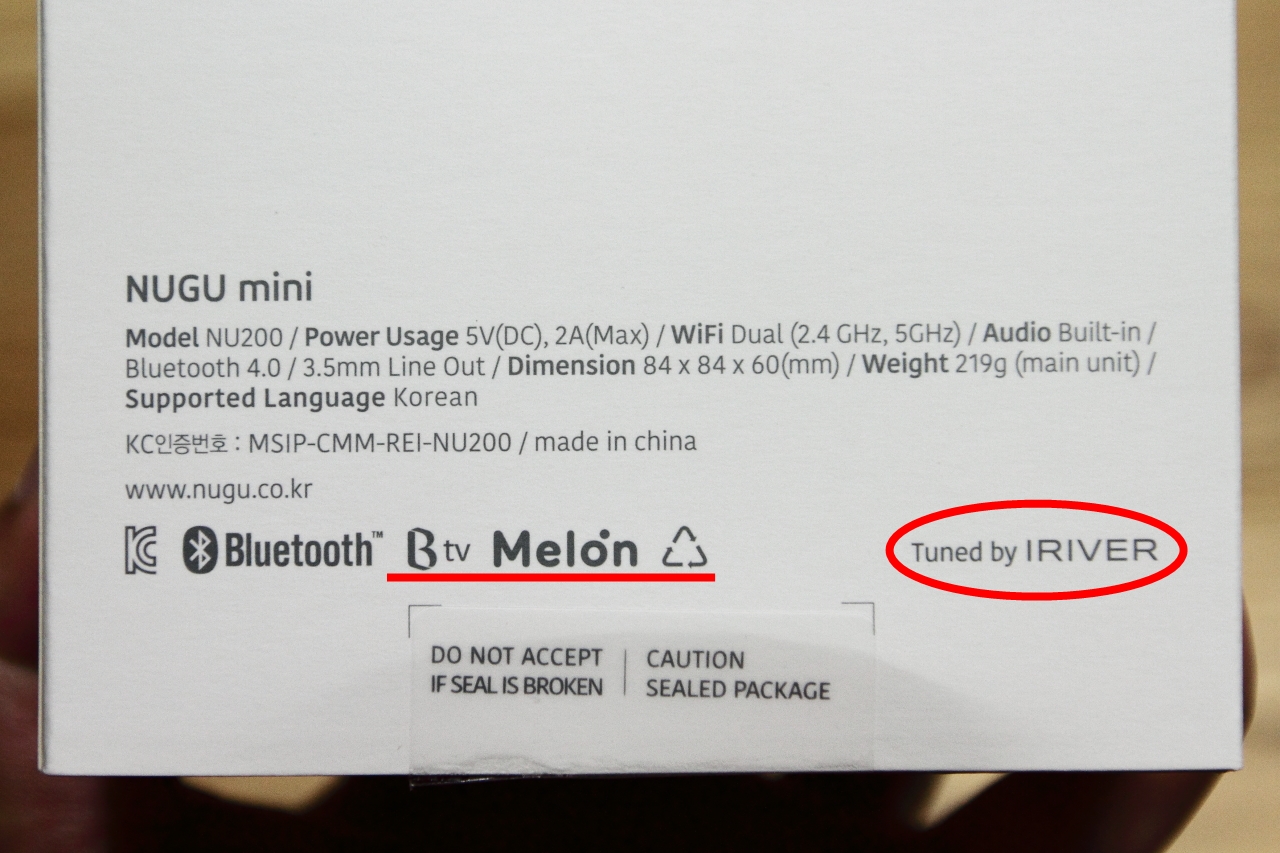 NUGU mini
Model NU200 / Power Usage 5V(DC), 2A(Max) / WiFi Dual (2.4 GHz, 5GHz) / Audio Built-in /
Bluetooth 4.0 / 3.5mm Line Out / Dimension 84 x 84 x 60(mm) / Weight 219g (main unit) /
Supported Language Korean
KC인증번호 : MSIP-CMM-REI-NU200 / made in china
www.nugu.co.kr
KC Bluetooth™ B tv Melon Tuned by IRIVER
DO NOT ACCEPT CAUTION
IF SEAL IS BROKEN SEALED PACKAGE